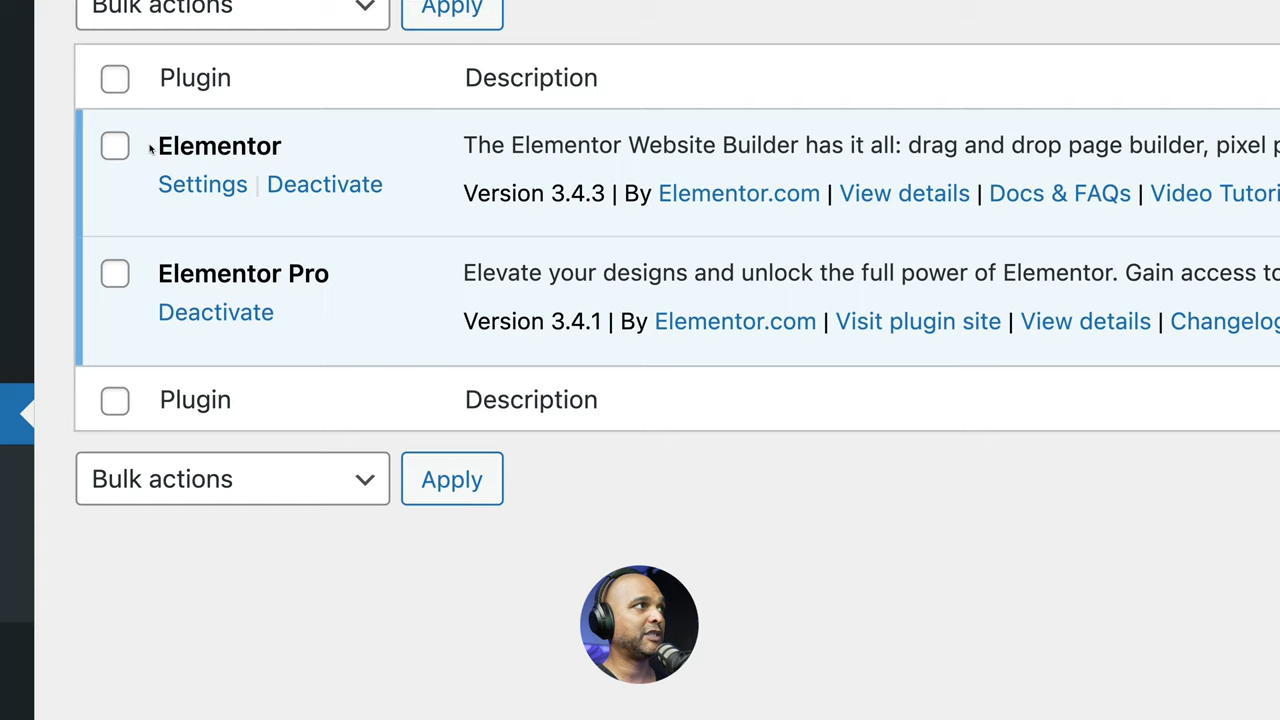 Bulk actions Apply
Plugin Description
Elementor The Elementor Website Builder has it all: drag and drop page builder, pixel
Settings | Deactivate Version 3.4.3 | By Elementor.com | View details | Docs & FAQs | Video
Elementor Pro Elevate your designs and unlock the full power of Elementor. Gain access
Deactivate Version 3.4.1 | By Elementor.com | Visit plugin site | View details | Changelog
Plugin Description
Bulk actions Apply